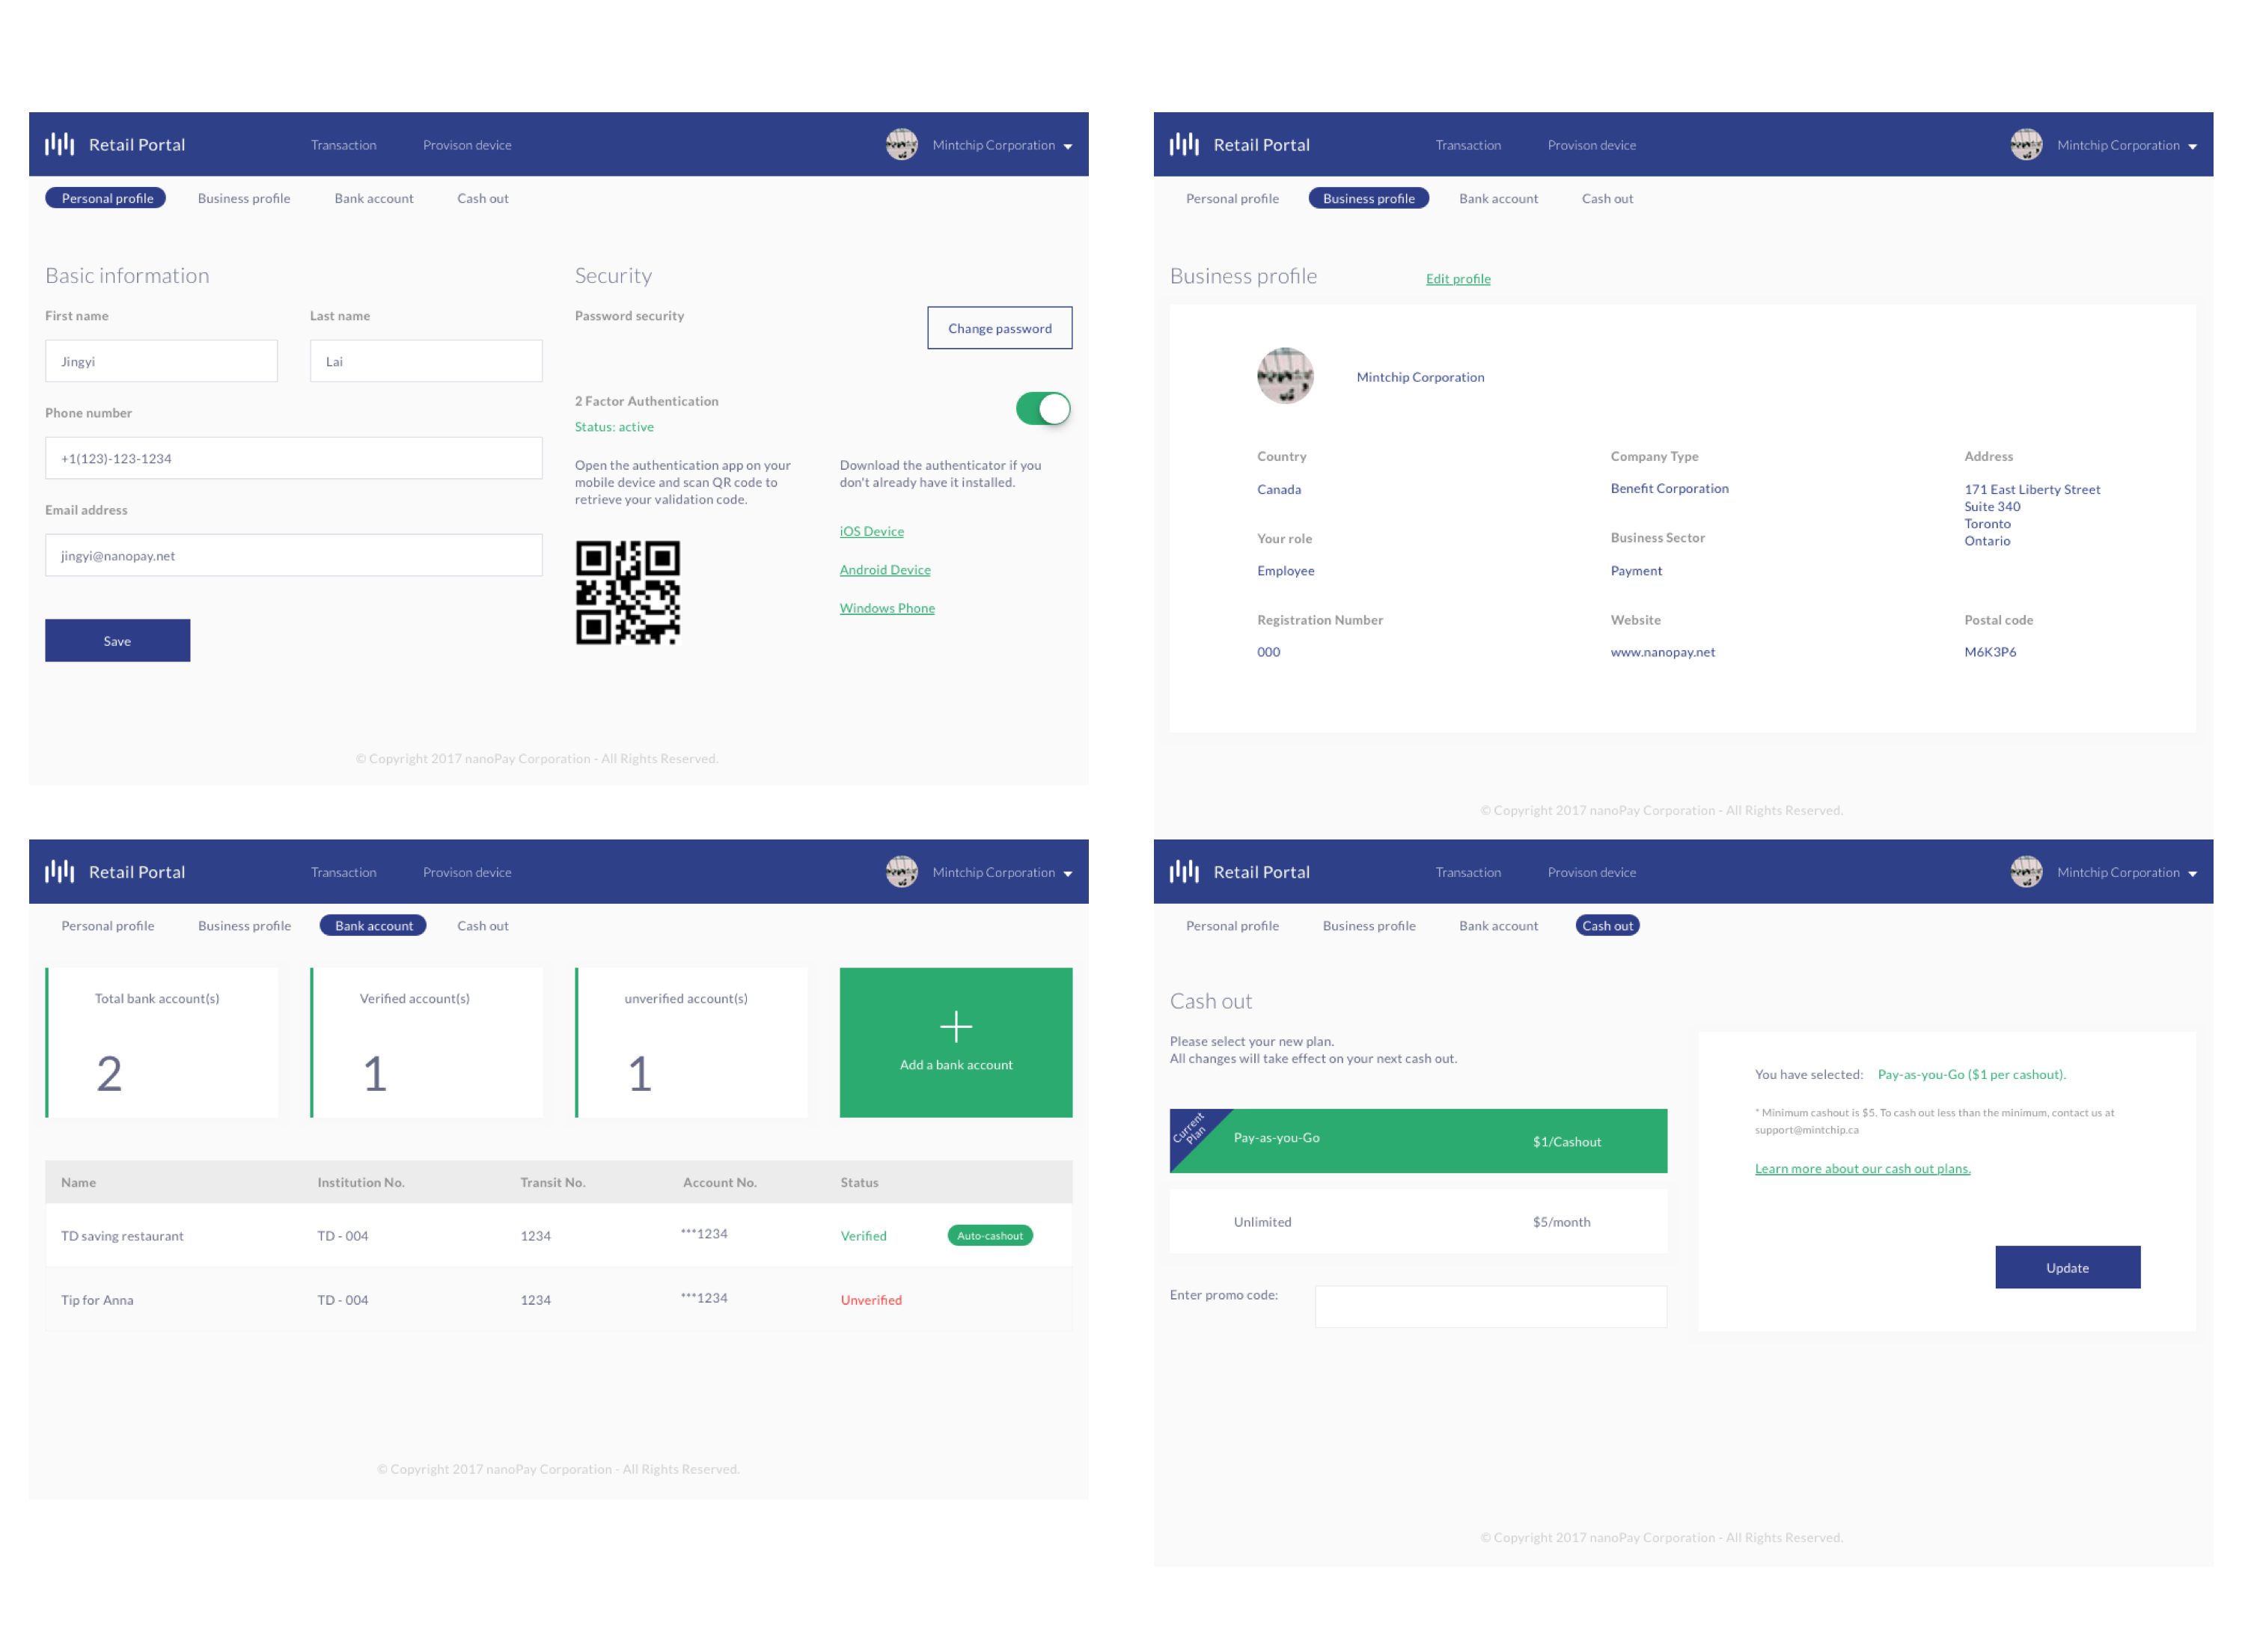 Retail Portal
Transaction
Provison device
Mintchip Corporation
Personal profile
Business profile
Bank account
Cash out
Basic information
First name
Last name
Jingyi
Lai
Phone number
+1(123)-123-1234
Email address
jingyi@nanopay.net
Save
Security
Password security
Change password
2 Factor Authentication
Status: active
Open the authentication app on your
mobile device and scan QR code to
retrieve your validation code.
Download the authenticator if you
don't already have it installed.
iOS Device
Android Device
Windows Phone
© Copyright 2017 nanoPay Corporation - All Rights Reserved.
Retail Portal
Transaction
Provison device
Mintchip Corporation
Personal profile
Business profile
Bank account
Cash out
Business profile
Edit profile
Mintchip Corporation
Country
Canada
Company Type
Benefit Corporation
Address
171 East Liberty Street
Suite 340
Toronto
Ontario
Your role
Employee
Business Sector
Payment
Registration Number
000
Website
www.nanopay.net
Postal code
M6K3P6
© Copyright 2017 nanoPay Corporation - All Rights Reserved.
Retail Portal
Transaction
Provison device
Mintchip Corporation
Personal profile
Business profile
Bank account
Cash out
Total bank account(s)
2
Verified account(s)
1
unverified account(s)
1
Add a bank account
Name
Institution No.
Transit No.
Account No.
Status
TD saving restaurant
TD - 004
1234
***1234
Verified
Auto-cashout
Tip for Anna
TD - 004
1234
***1234
Unverified
© Copyright 2017 nanoPay Corporation - All Rights Reserved.
Retail Portal
Transaction
Provison device
Mintchip Corporation
Personal profile
Business profile
Bank account
Cash out
Cash out
Please select your new plan.
All changes will take effect on your next cash out.
Current
Plan
Pay-as-you-Go
$1/Cashout
Unlimited
$5/month
Enter promo code:
You have selected: Pay-as-you-Go ($1 per cashout).
* Minimum cashout is $5. To cash out less than the minimum, contact us at
support@mintchip.ca
Learn more about our cash out plans.
Update
© Copyright 2017 nanoPay Corporation - All Rights Reserved.